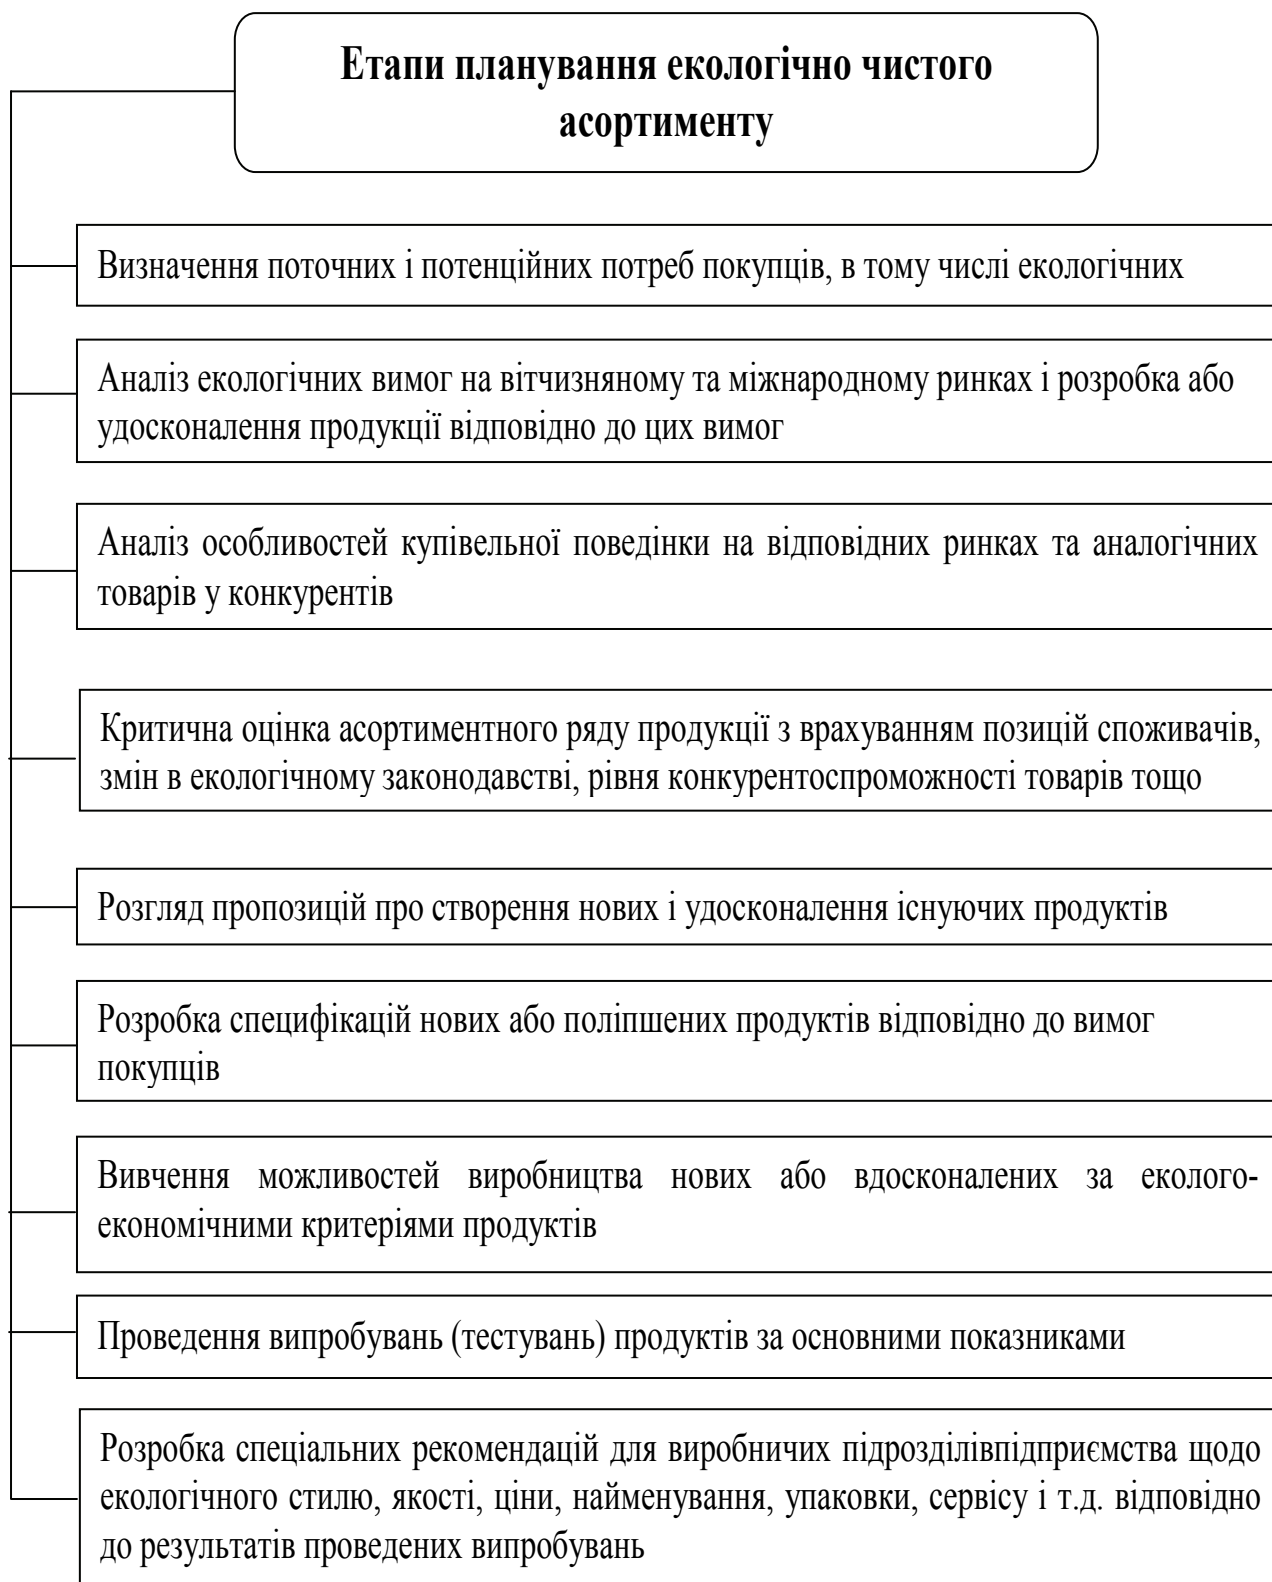 Етапи планування екологічно чистого
асортименту
Визначення поточних і потенційних потреб покупців, в тому числі екологічних
Аналіз екологічних вимог на вітчизняному та міжнародному ринках і розробка або
удосконалення продукції відповідно до цих вимог
Аналіз особливостей купівельної поведінки на відповідних ринках та аналогічних
товарів у конкурентів
Критична оцінка асортиментного ряду продукції з врахуванням позицій споживачів,
змін в екологічному законодавстві, рівня конкурентоспроможності товарів тощо
Розгляд пропозицій про створення нових і удосконалення існуючих продуктів
Розробка специфікацій нових або поліпшених продуктів відповідно до вимог
покупців
Вивчення можливостей виробництва нових або вдосконалених за еколого-
економічними критеріями продуктів
Проведення випробувань (тестувань) продуктів за основними показниками
Розробка спеціальних рекомендацій для виробничих підрозділівпідприємства щодо
екологічного стилю, якості, ціни, найменування, упаковки, сервісу і т.д. відповідно
до результатів проведених випробувань